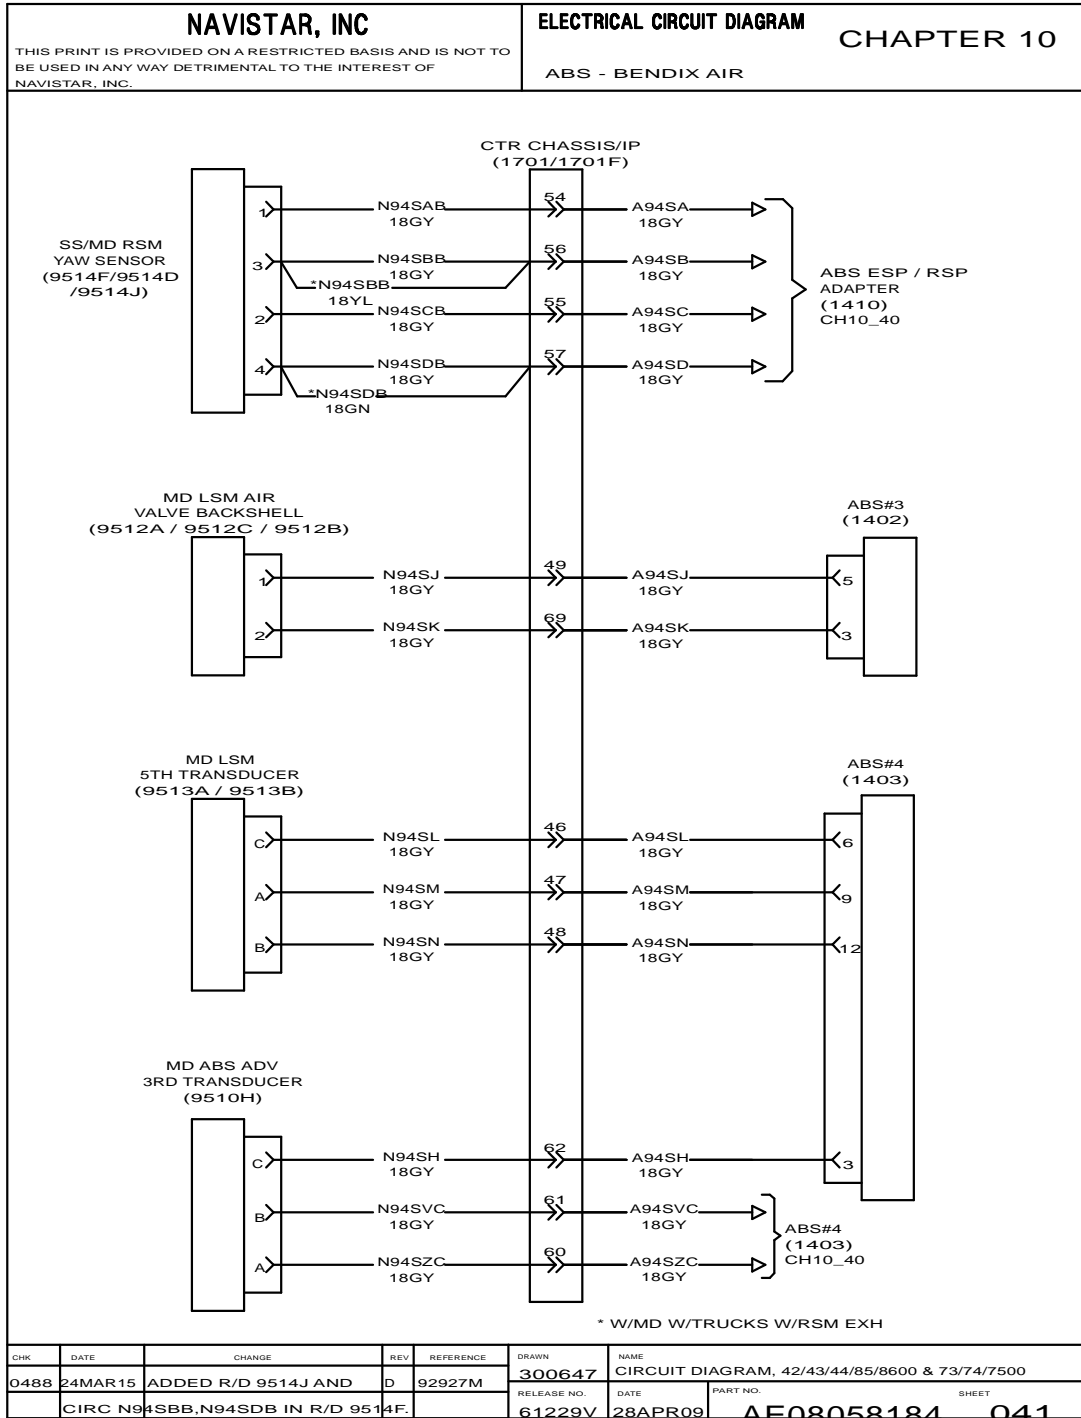 NAVISTAR, INC
THIS PRINT IS PROVIDED ON A RESTRICTED BASIS AND IS NOT TO
BE USED IN ANY WAY DETRIMENTAL TO THE INTEREST OF
NAVISTAR, INC.
ELECTRICAL CIRCUIT DIAGRAM
CHAPTER 10
ABS - BENDIX AIR
CTR CHASSIS/IP
(1701/1701F)
SS/MD RSM
YAW SENSOR
(9514F/9514D
/9514J)
1 N94SAB 54 A94SA
18GY 18GY
3 N94SBB 56 A94SB
18GY 18GY
*N94SBB
18YL
2 N94SCB 55 A94SC
18GY 18GY
4 N94SDB 57 A94SD
18GY 18GY
*N94SDB
18GN
ABS ESP / RSP
ADAPTER
(1410)
CH10_40
MD LSM AIR
VALVE BACKSHELL
(9512A / 9512C / 9512B)
ABS#3
(1402)
1 N94SJ 49 A94SJ 5
18GY 18GY
2 N94SK 69 A94SK 3
18GY 18GY
MD LSM
5TH TRANSDUCER
(9513A / 9513B)
ABS#4
(1403)
C N94SL 46 A94SL 6
18GY 18GY
A N94SM 47 A94SM 9
18GY 18GY
B N94SN 48 A94SN 12
18GY 18GY
MD ABS ADV
3RD TRANSDUCER
(9510H)
C N94SH 62 A94SH 3
18GY 18GY
B N94SVC 61 A94SVC
18GY 18GY
A N94SZC 60 A94SZC
18GY 18GY
ABS#4
(1403)
CH10_40
* W/MD W/TRUCKS W/RSM EXH
CHK DATE CHANGE REV REFERENCE
0488 24MAR15 ADDED R/D 9514J AND D 92927M
CIRC N94SBB,N94SDB IN R/D 9514F.
DRAWN
300647
NAME
CIRCUIT DIAGRAM, 42/43/44/85/8600 & 73/74/7500
RELEASE NO. DATE PART NO. SHEET
61229V 28APR09 AE08058184 041